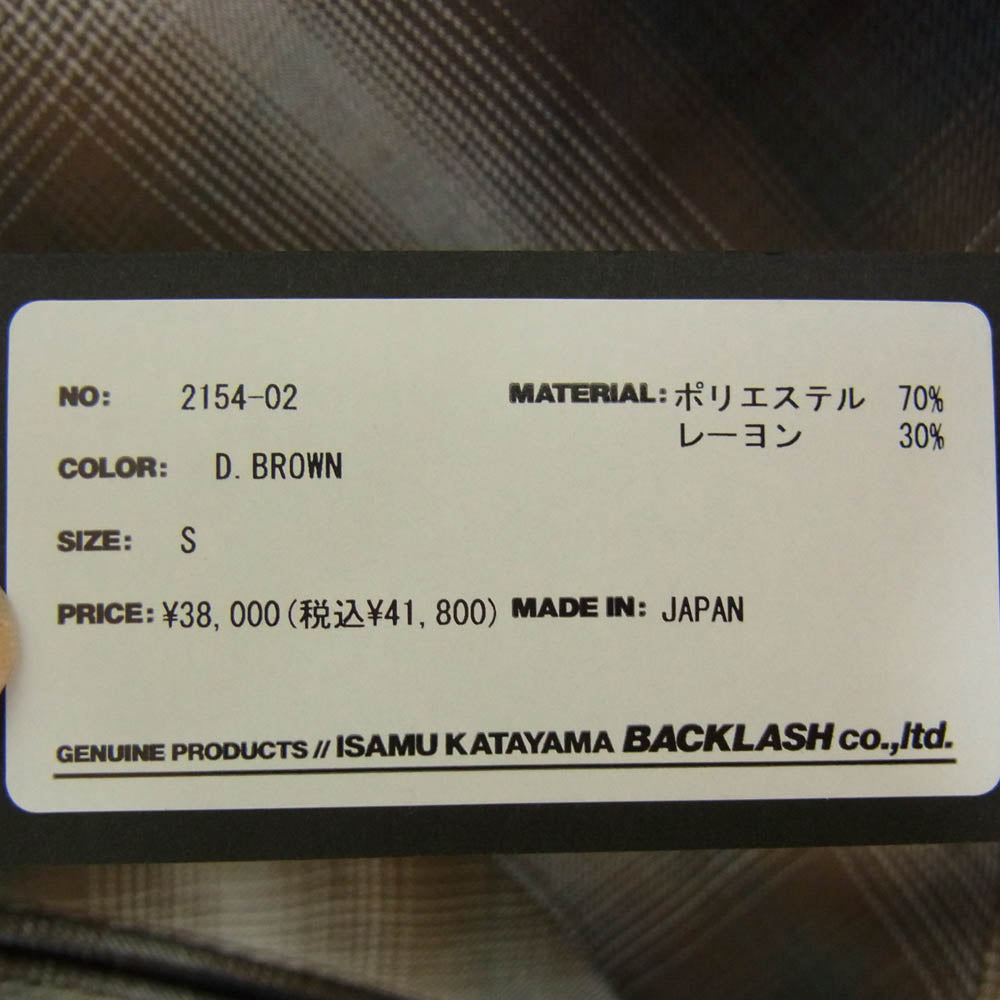 NO: 2154-02
MATERIAL: ポリエステル 70%
レーヨン 30%
COLOR: D. BROWN
SIZE: S
PRICE: ¥38,000(税込¥41,800) MADE IN: JAPAN
GENUINE PRODUCTS // ISAMU KATAYAMA BACKLASH co.,ltd.